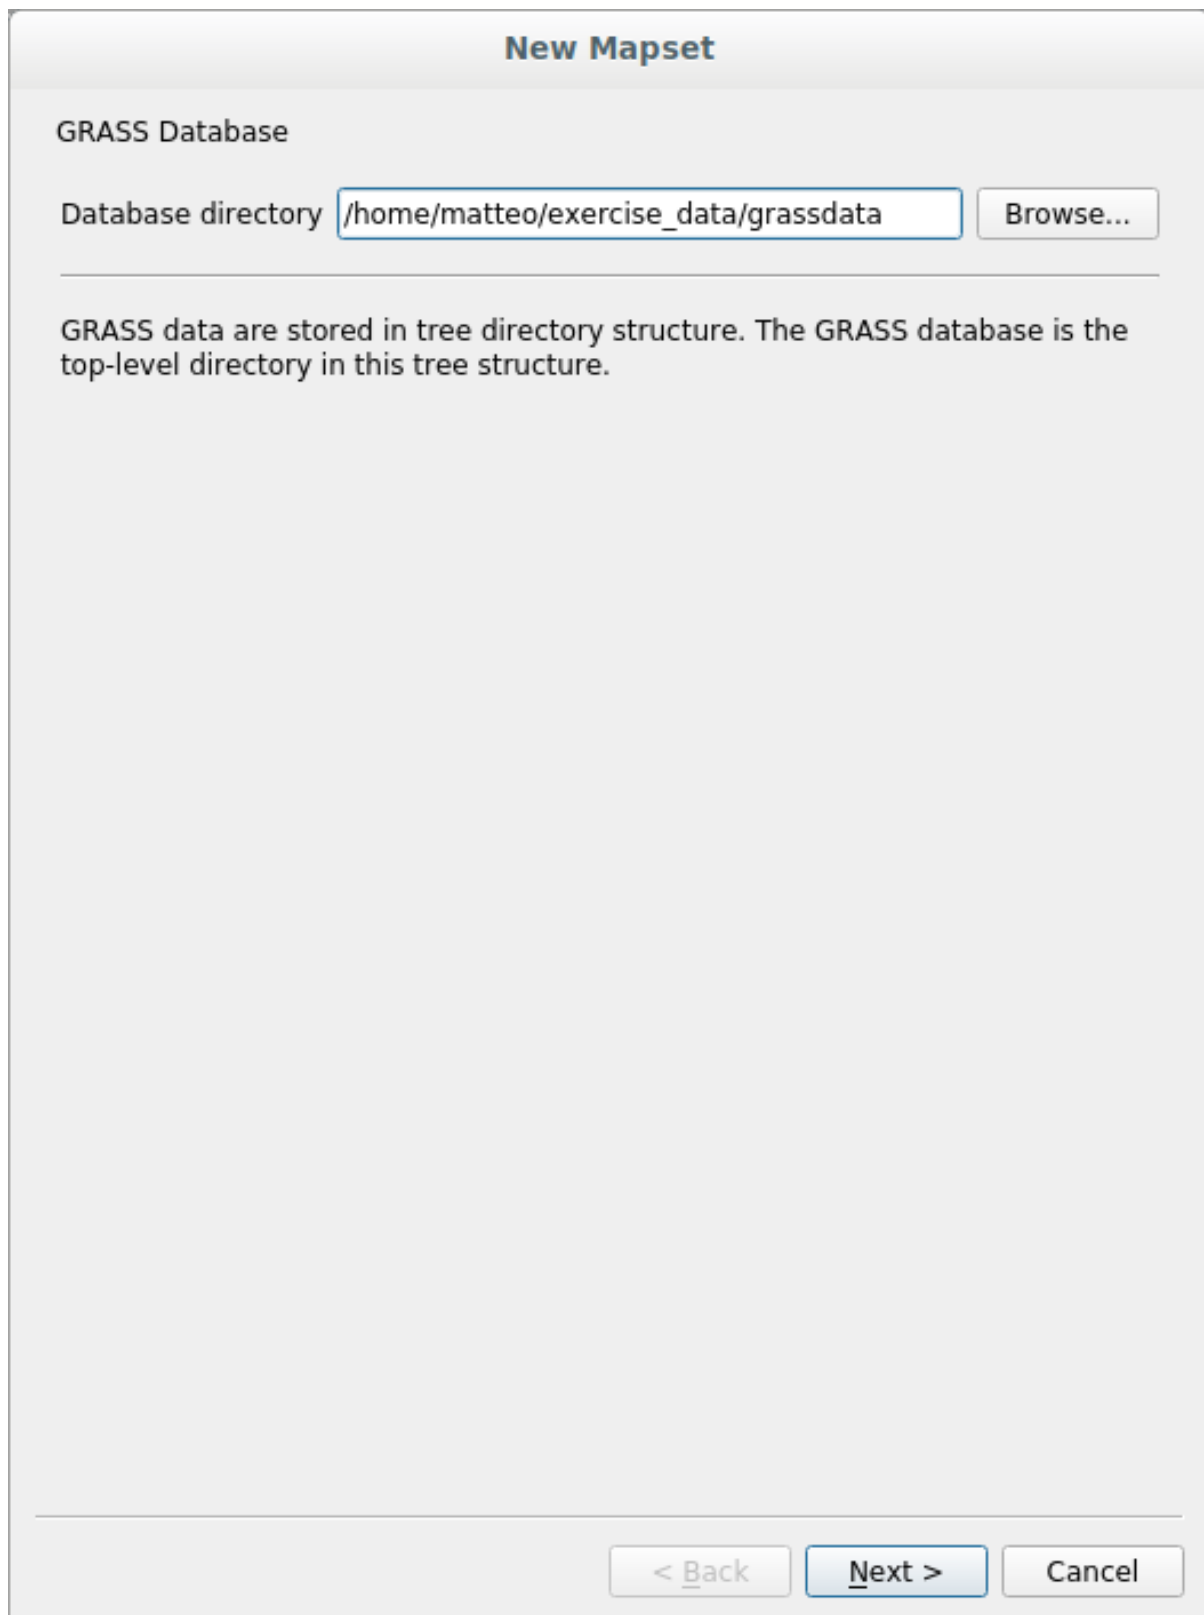 New Mapset
GRASS Database
Database directory /home/matteo/exercise_data/grassdata Browse...
GRASS data are stored in tree directory structure. The GRASS database is the
top-level directory in this tree structure.
< Back Next > Cancel